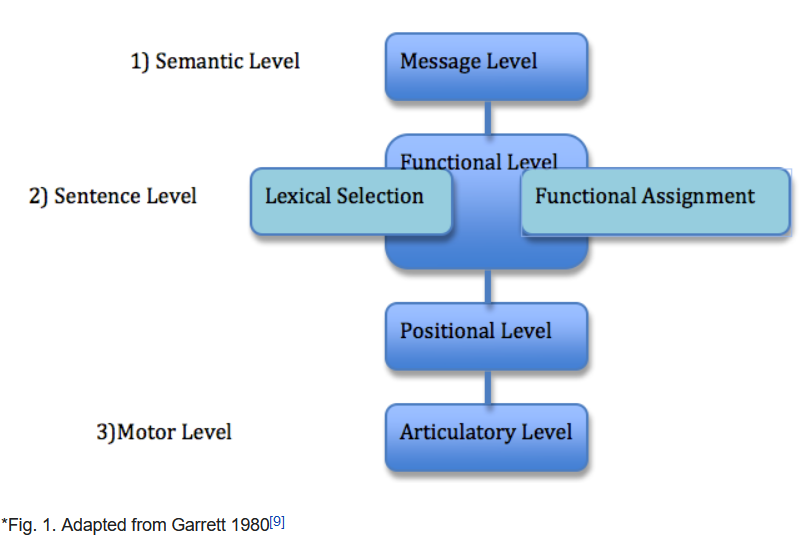 1) Semantic Level
Message Level
Functional Level
2) Sentence Level
Lexical Selection
Functional Assignment
Positional Level
3)Motor Level
Articulatory Level
*Fig. 1. Adapted from Garrett 1980[9]